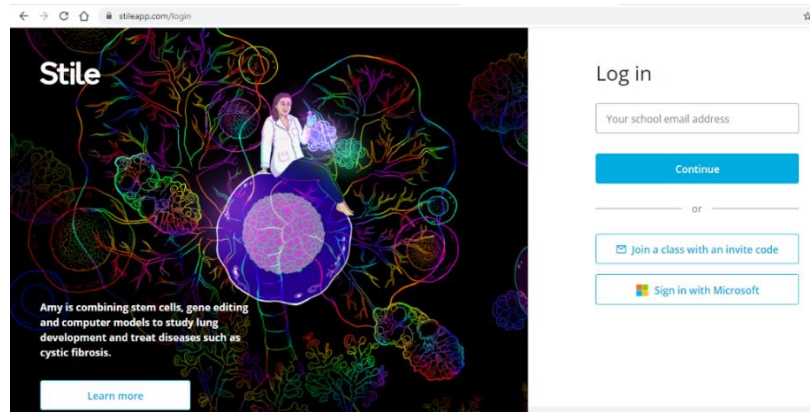 stileapp.com/login
Stile
Amy is combining stem cells, gene editing
and computer models to study lung
development and treat diseases such as
cystic fibrosis.
Learn more
Log in
Your school email address
Continue
or
Join a class with an invite code
Sign in with Microsoft